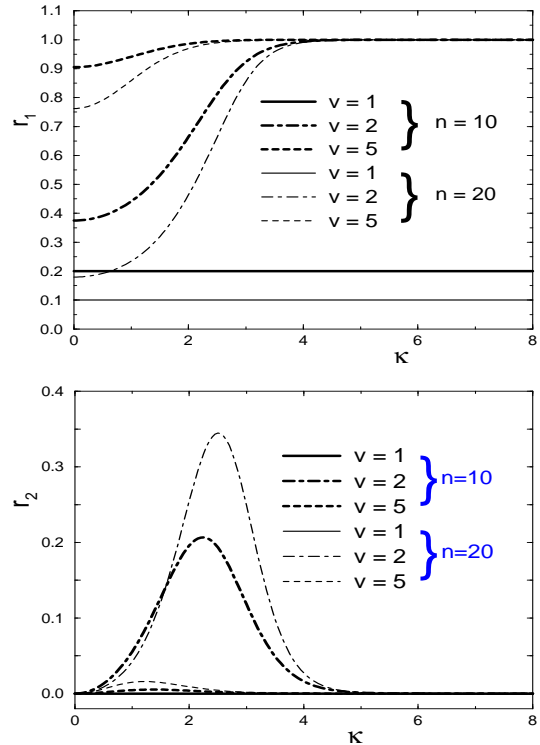 1.0
0.9
0.8
0.7
0.6
0.5
0.4
0.3
0.2
0.1
0.0
r₁
v = 1
v = 2
v = 5
v = 1
v = 2
v = 5
} n = 10
} n = 20
0 2 4 6 8
κ
0.4
0.3
0.2
0.1
0.0
r₂
v = 1
v = 2
v = 5
v = 1
v = 2
v = 5
} n=10
} n=20
0 2 4 6 8
κ